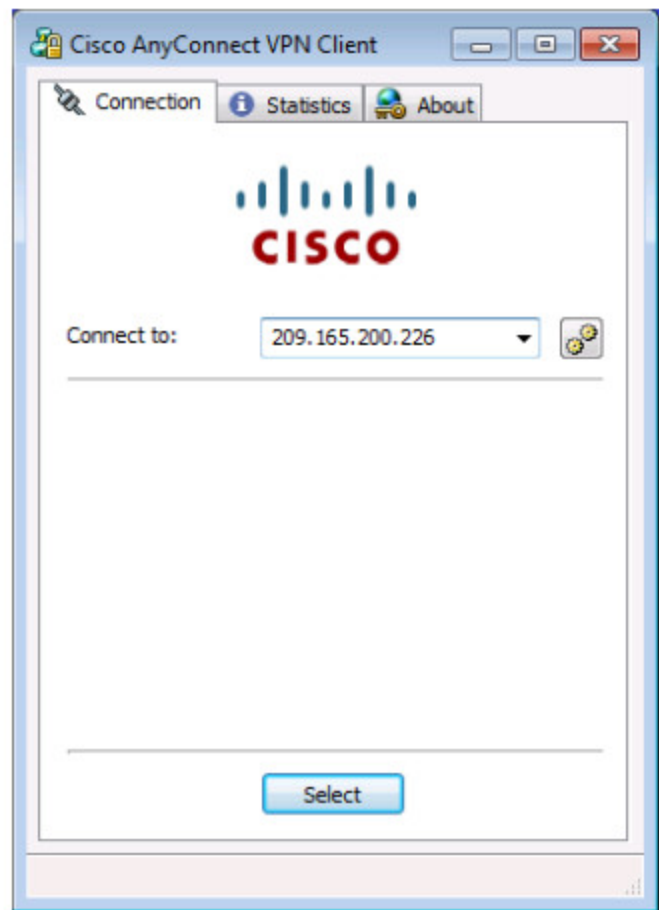 Cisco AnyConnect VPN Client
Connection Statistics About
CISCO
Connect to: 209.165.200.226
Select